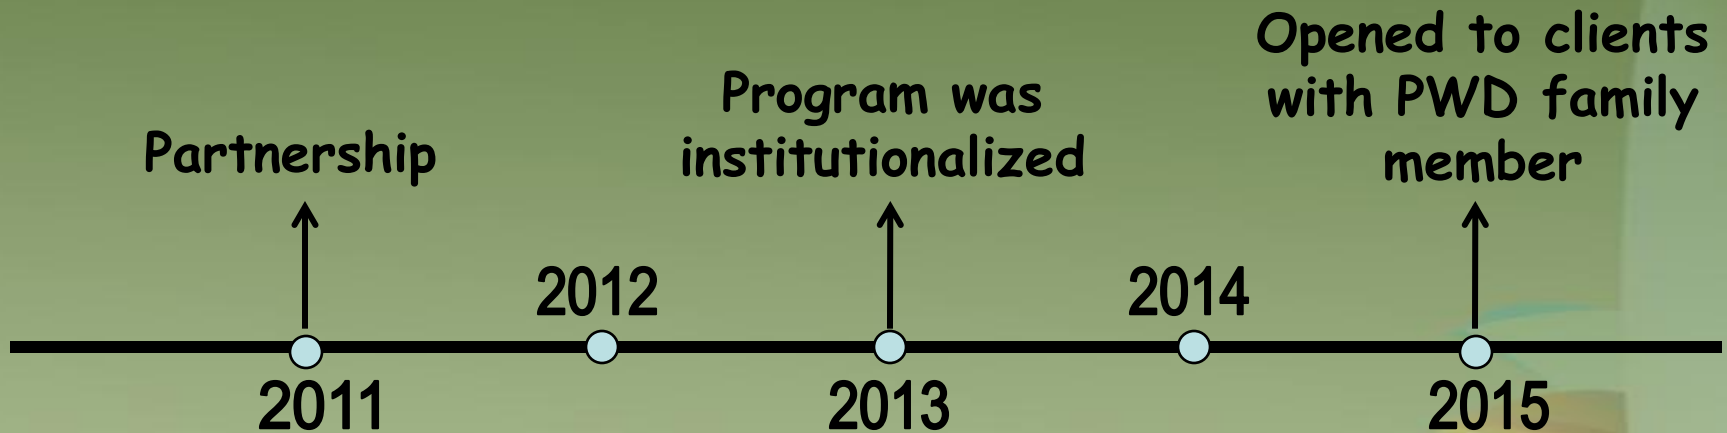 Partnership
Program was
institutionalized
Opened to clients
with PWD family
member
2012
2014
2011
2013
2015